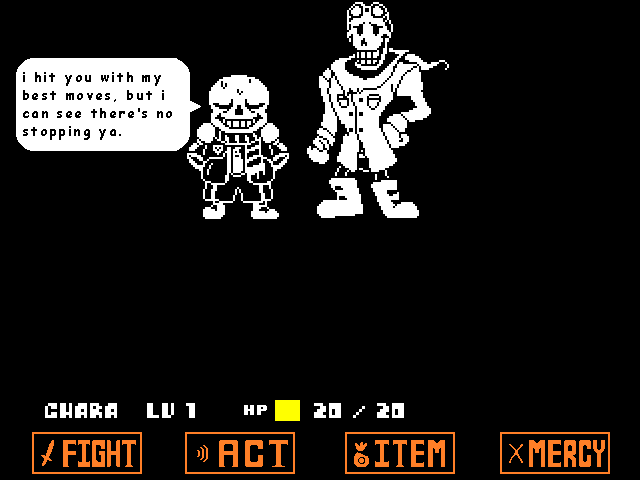 i hit you with my
best moves, but i
can see there's no
stopping ya.
CHARA LV 1 HP 20 / 20
FIGHT ACT ITEM MERCY